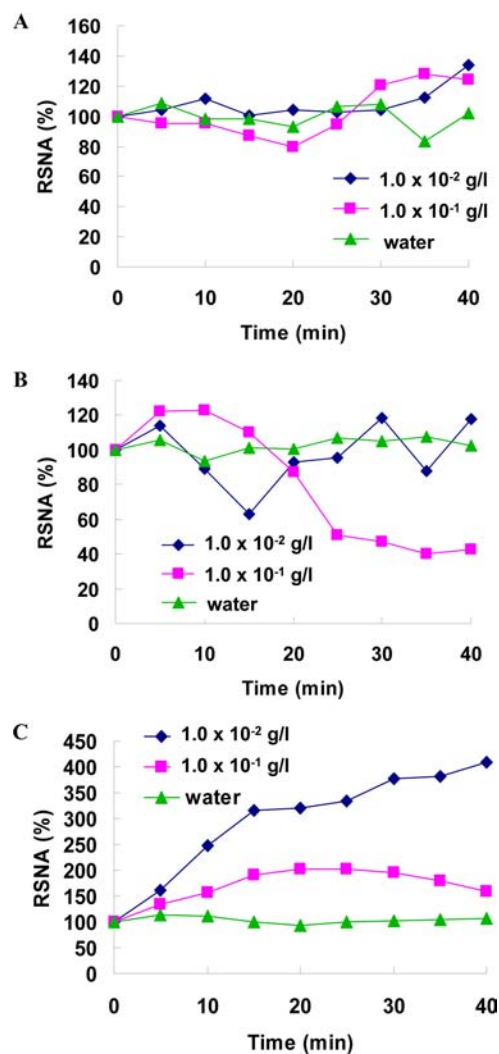 A
160
140
120
100
80
60
40
20
0
RSNA (%)
1.0 x 10⁻² g/l
1.0 x 10⁻¹ g/l
water
0 10 20 30 40
Time (min)
B
140
120
100
80
60
40
20
0
RSNA (%)
1.0 x 10⁻² g/l
1.0 x 10⁻¹ g/l
water
0 10 20 30 40
Time (min)
C
1.0 x 10⁻² g/l
1.0 x 10⁻¹ g/l
water
450
400
350
300
250
200
150
100
50
0
RSNA (%)
0 10 20 30 40
Time (min)